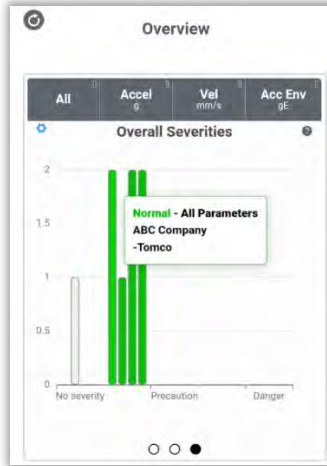 Overview
All
Accel
g
Vel
mm/s
Acc Env
gE
Overall Severities
2
Normal - All Parameters
ABC Company
-Tomco
1.5
1
0.5
0
No severity
Precaution
Danger